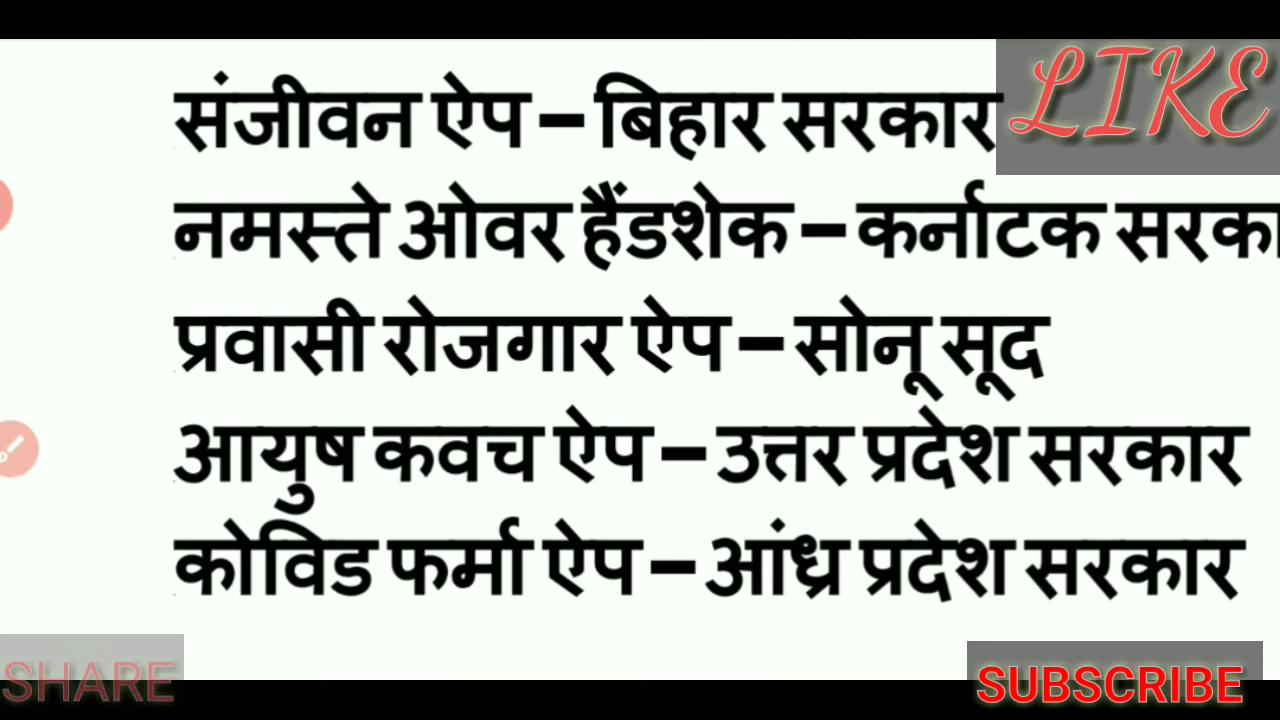 संजीवन ऐप – बिहार सरकार
LIKE
नमस्ते ओवर हैंडशेक – कर्नाटक
प्रवासी रोजगार ऐप – सोनू सूद
आयुष कवच ऐप – उत्तर प्रदेश सरकार
कोविड फर्मा ऐप – आंध्र प्रदेश सरकार
SHARE
SUBSCRIBE